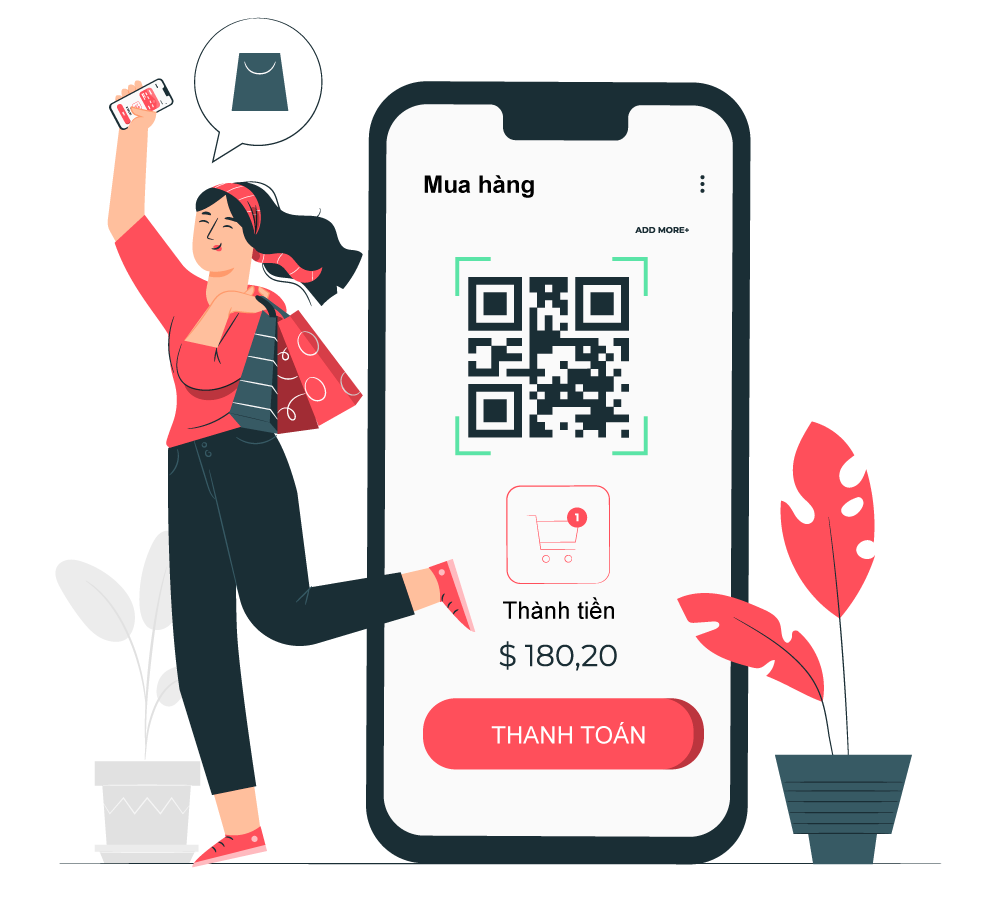 Mua hàng
ADD MORE+
1
Thành tiền
$ 180,20
THANH TOÁN